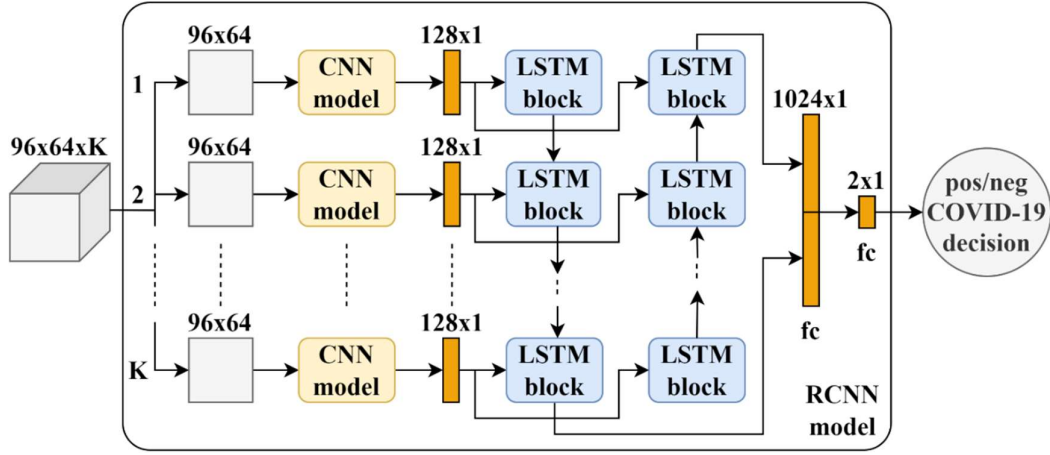 96x64xK
1
96x64
CNN
model
128x1
LSTM
block
LSTM
block
2
96x64
CNN
model
128x1
LSTM
block
LSTM
block
K
96x64
CNN
model
128x1
LSTM
block
LSTM
block
1024x1
fc
2x1
fc
RCNN
model
pos/neg
COVID-19
decision